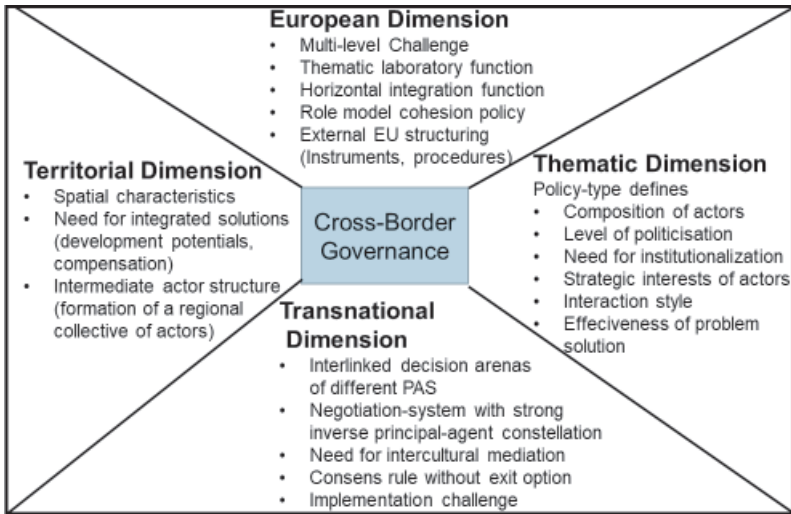 European Dimension
• Multi-level Challenge
• Thematic laboratory function
• Horizontal integration function
• Role model cohesion policy
• External EU structuring
(Instruments, procedures)
Territorial Dimension
• Spatial characteristics
• Need for integrated solutions
(development potentials,
compensation)
• Intermediate actor structure
(formation of a regional
collective of actors)
Cross-Border
Governance
Thematic Dimension
Policy-type defines
• Composition of actors
• Level of politicisation
• Need for institutionalization
• Strategic interests of actors
• Interaction style
• Effeciveness of problem
solution
Transnational
Dimension
• Interlinked decision arenas
of different PAS
• Negotiation-system with strong
inverse principal-agent constellation
• Need for intercultural mediation
• Consens rule without exit option
• Implementation challenge